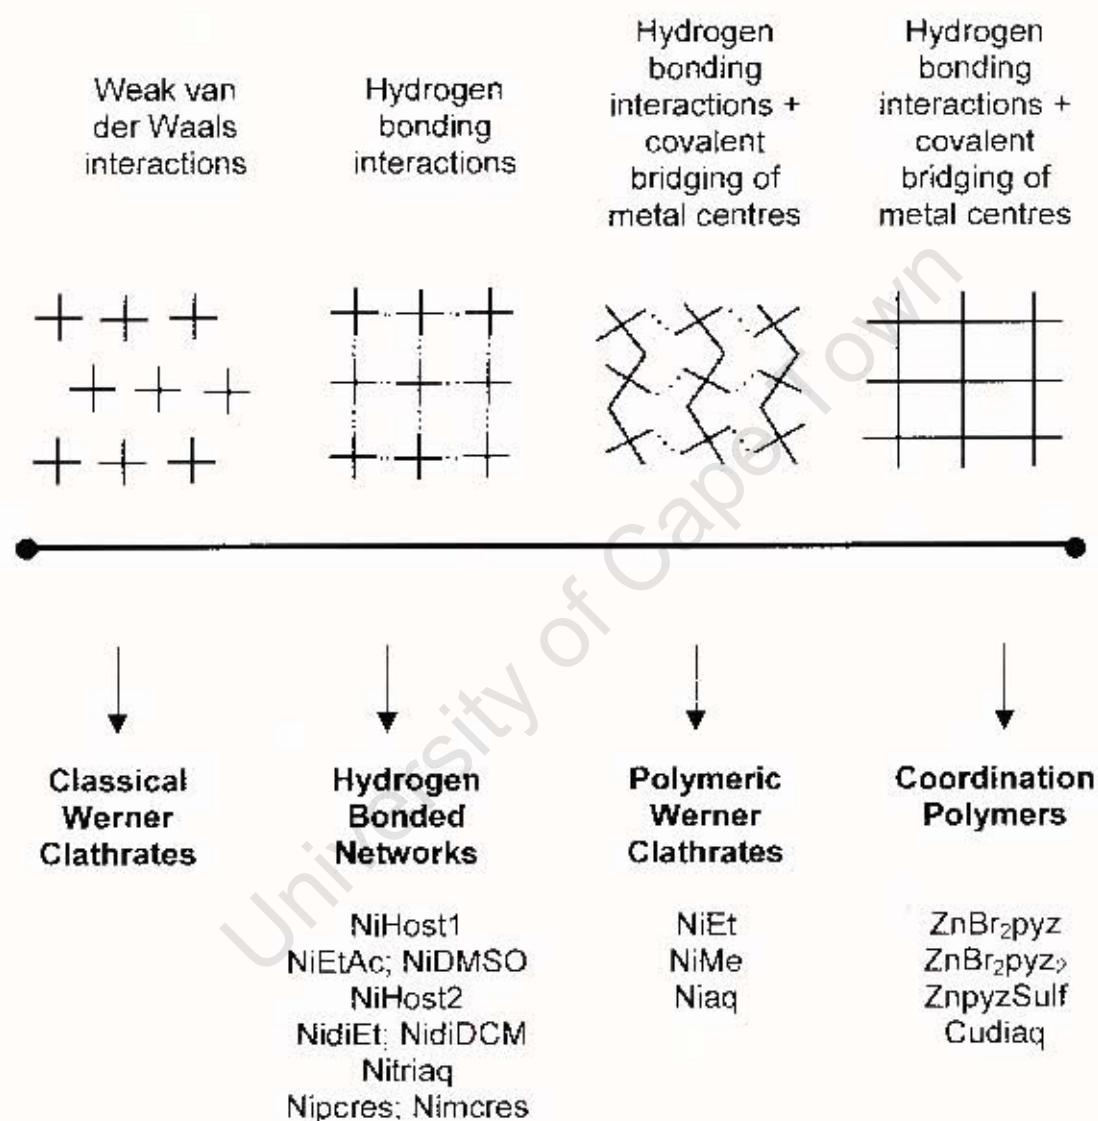 Weak van
der Waals
interactions
Hydrogen
bonding
interactions
Hydrogen
bonding
interactions +
covalent
bridging of
metal centres
Hydrogen
bonding
interactions +
covalent
bridging of
metal centres
Classical
Werner
Clathrates
Hydrogen
Bonded
Networks
NiHost1
NiEtAc; NiDMSO
NiHost2
NidiEt; NidiDCM
Nitriaq
Nipcres; Nimcres
Polymeric
Werner
Clathrates
NiEt
NiMe
Niaq
Coordination
Polymers
ZnBr₂pyz
ZnBr₂pyz₂
ZnpyzSulf
Cudiaq
University of Cape Town